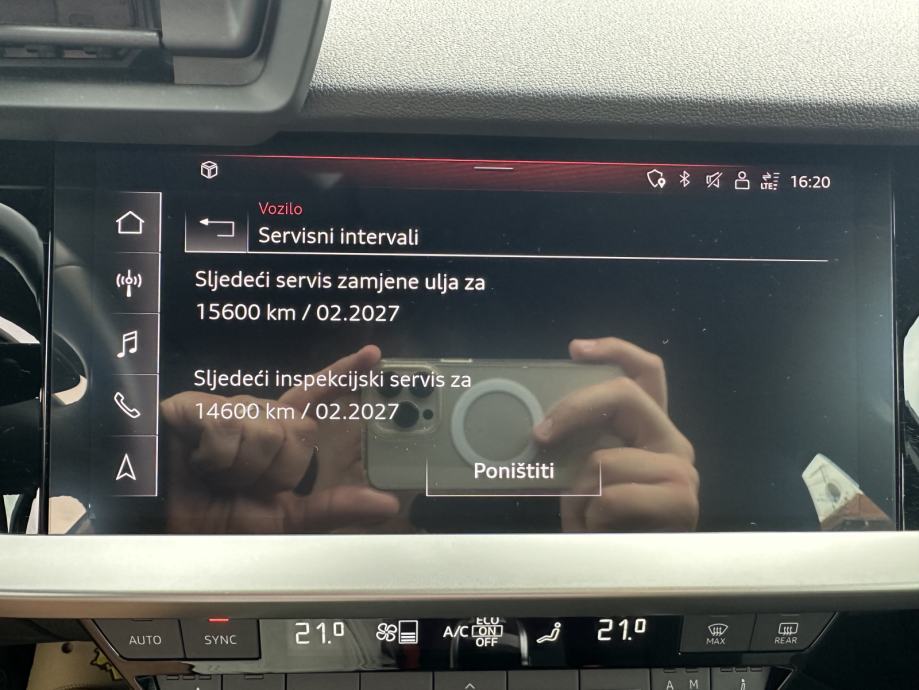 LTE
16:20
Vozilo
Servisni intervali
Sljedeći servis zamjene ulja za
15600 km / 02.2027
Sljedeći inspekcijski servis za
14600 km / 02.2027
Poništiti
AUTO
SYNC
21.0
A/C
ECO
ON
OFF
21.0
MAX
REAR
A M